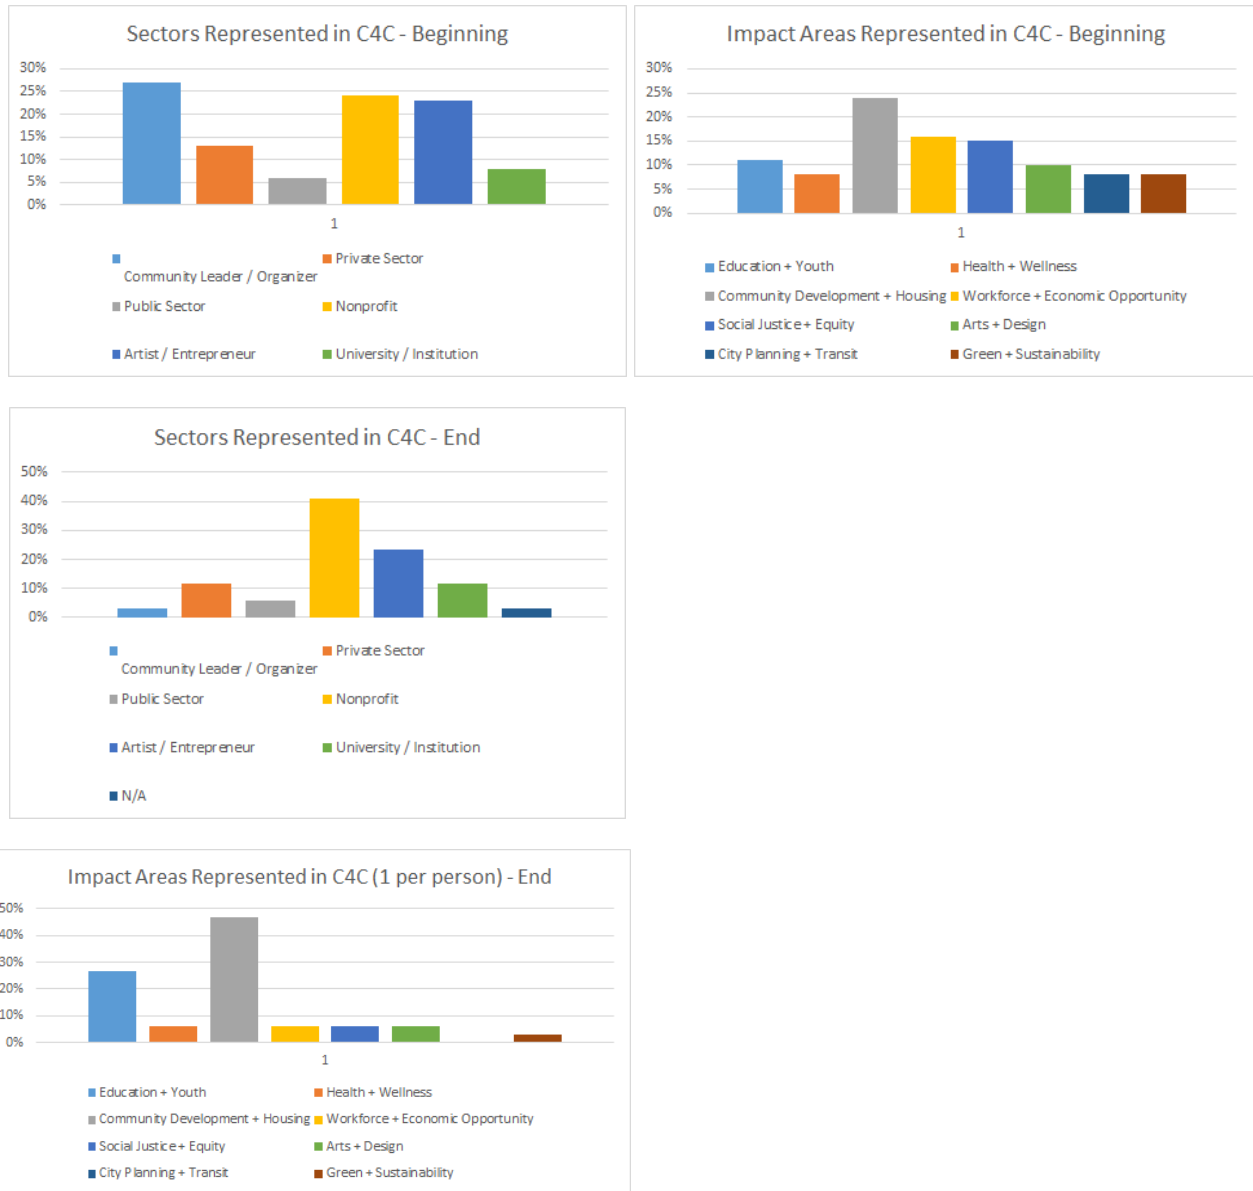 Sectors Represented in C4C - Beginning
30%
25%
20%
15%
10%
5%
0%
1
Community Leader / Organizer
Private Sector
Public Sector
Nonprofit
Artist / Entrepreneur
University / Institution
Impact Areas Represented in C4C - Beginning
30%
25%
20%
15%
10%
5%
0%
1
Education + Youth
Health + Wellness
Community Development + Housing
Workforce + Economic Opportunity
Social Justice + Equity
Arts + Design
City Planning + Transit
Green + Sustainability
Sectors Represented in C4C - End
50%
40%
30%
20%
10%
0%
Community Leader / Organizer
Private Sector
Public Sector
Nonprofit
Artist / Entrepreneur
University / Institution
N/A
Impact Areas Represented in C4C (1 per person) - End
50%
40%
30%
20%
10%
0%
1
Education + Youth
Health + Wellness
Community Development + Housing
Workforce + Economic Opportunity
Social Justice + Equity
Arts + Design
City Planning + Transit
Green + Sustainability